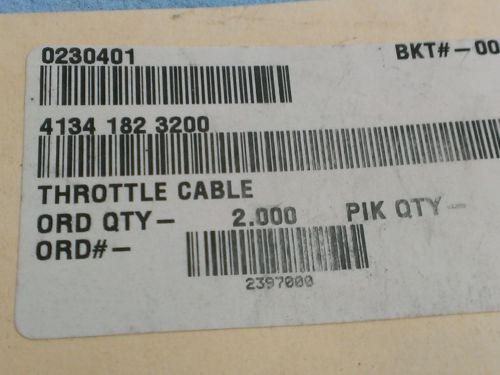 0230401 BKT#-00
4134 182 3200
THROTTLE CABLE
ORD QTY- 2.000 PIK QTY-
ORD#-
2397000